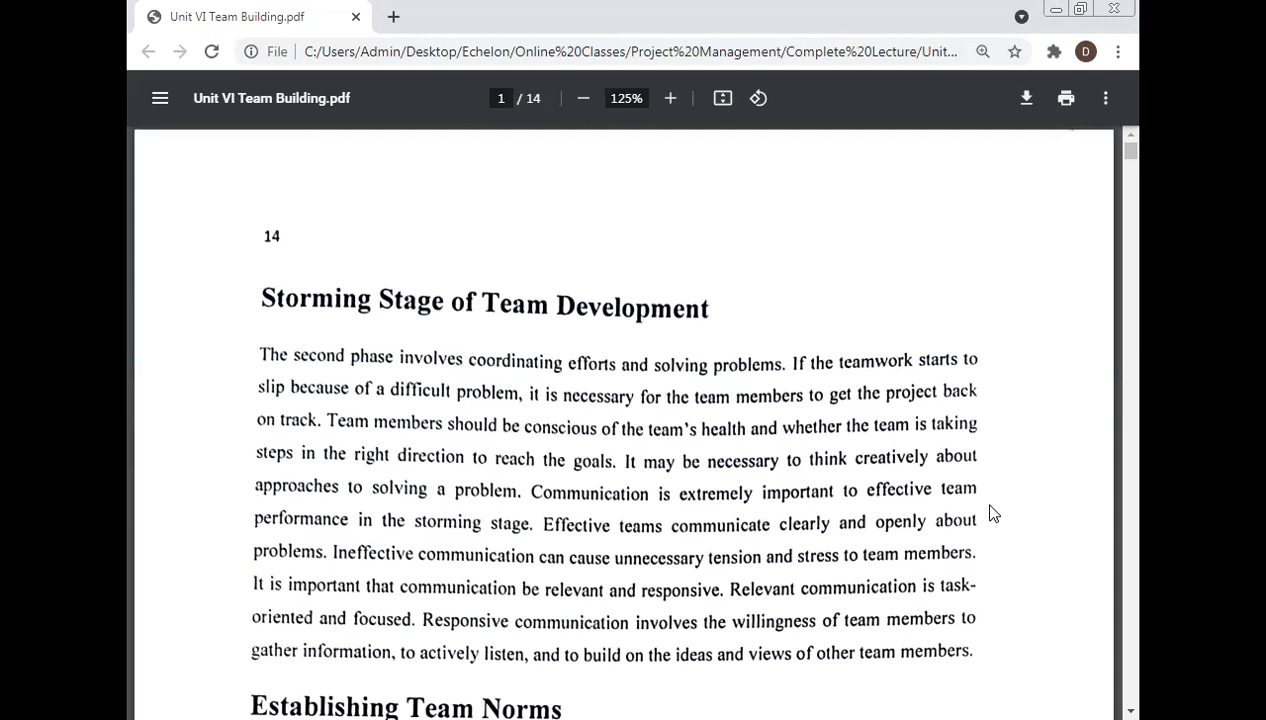 Unit VI Team Building.pdf
File C:/Users/Admin/Desktop/Echelon/Online%20Classes/Project%20Management/Complete%20Lecture/Unit...
D
Unit VI Team Building.pdf
1 / 14
125%
14
Storming Stage of Team Development
The second phase involves coordinating efforts and solving problems. If the teamwork starts to
slip because of a difficult problem, it is necessary for the team members to get the project back
on track. Team members should be conscious of the team's health and whether the team is taking
steps in the right direction to reach the goals. It may be necessary to think creatively about
approaches to solving a problem. Communication is extremely important to effective team
performance in the storming stage. Effective teams communicate clearly and openly about
problems. Ineffective communication can cause unnecessary tension and stress to team members.
It is important that communication be relevant and responsive. Relevant communication is task-
oriented and focused. Responsive communication involves the willingness of team members to
gather information, to actively listen, and to build on the ideas and views of other team members.
Establishing Team Norms